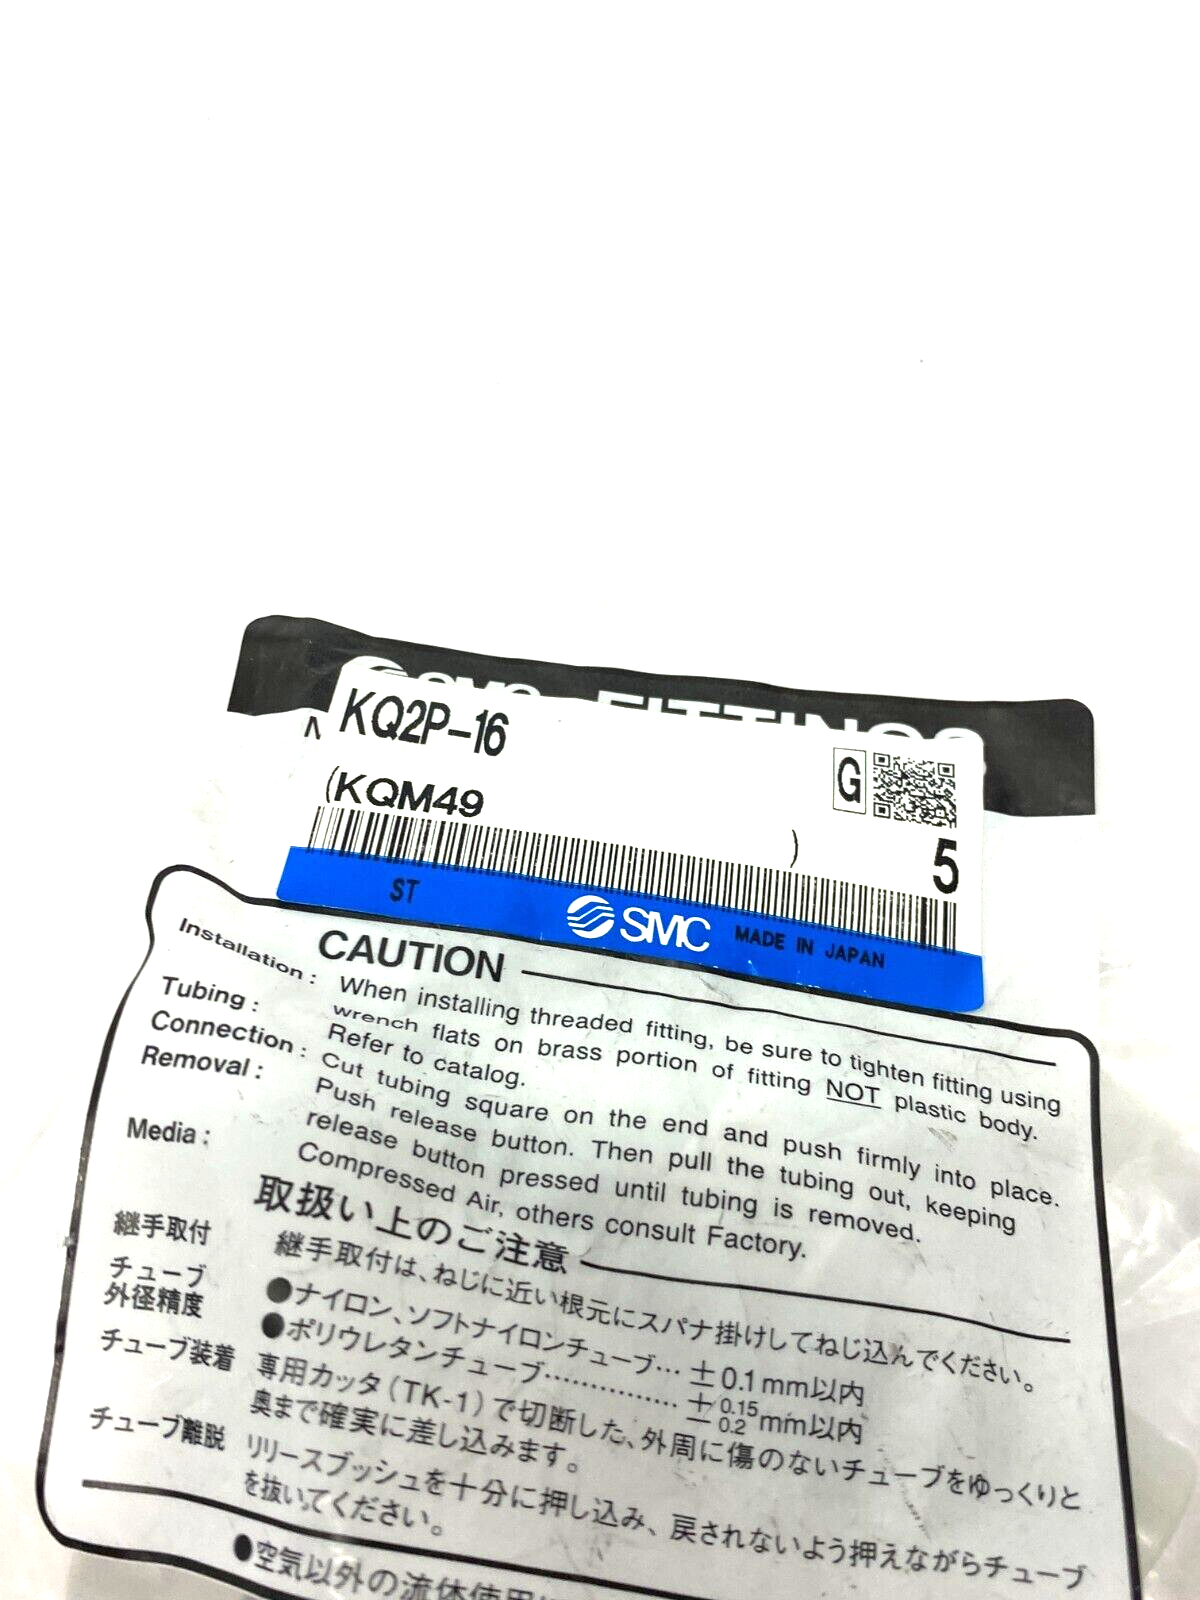 FITTINGS
KQ2P-16
G
(KQM49
)
5
ST
SMC MADE IN JAPAN
CAUTION
Installation : When installing threaded fitting, be sure to tighten fitting using
wrench flats on brass portion of fitting NOT plastic body.
Tubing : Refer to catalog.
Connection : Cut tubing square on the end and push firmly into place.
Removal : Push release button. Then pull the tubing out, keeping
release button pressed until tubing is removed.
Media : Compressed Air, others consult Factory.
取扱い上のご注意
継手取付 継手取付は、ねじに近い根元にスパナ掛けしてねじ込んでください。
チューブ ●ナイロン、ソフトナイロンチューブ… ±0.1mm以内
外径精度 ●ポリウレタンチューブ…………… +0.15 −0.2 mm以内
チューブ装着 専用カッタ(TK-1)で切断した、外周に傷のないチューブをゆっくりと
奥まで確実に差し込みます。
チューブ離脱 リリースブッシュを十分に押し込み、戻されないよう押えながらチューブ
を抜いてください。
●空気以外の流体使用